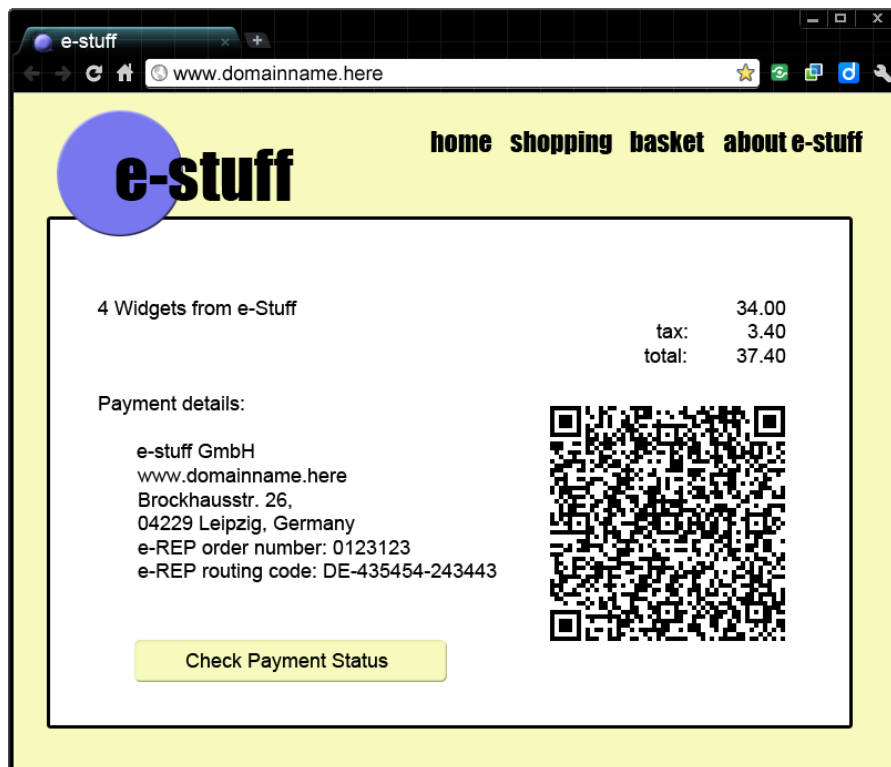 e-stuff
www.domainname.here
e-stuff
home shopping basket about e-stuff
4 Widgets from e-Stuff 34.00
tax: 3.40
total: 37.40
Payment details:
e-stuff GmbH
www.domainname.here
Brockhausstr. 26,
04229 Leipzig, Germany
e-REP order number: 0123123
e-REP routing code: DE-435454-243443
Check Payment Status